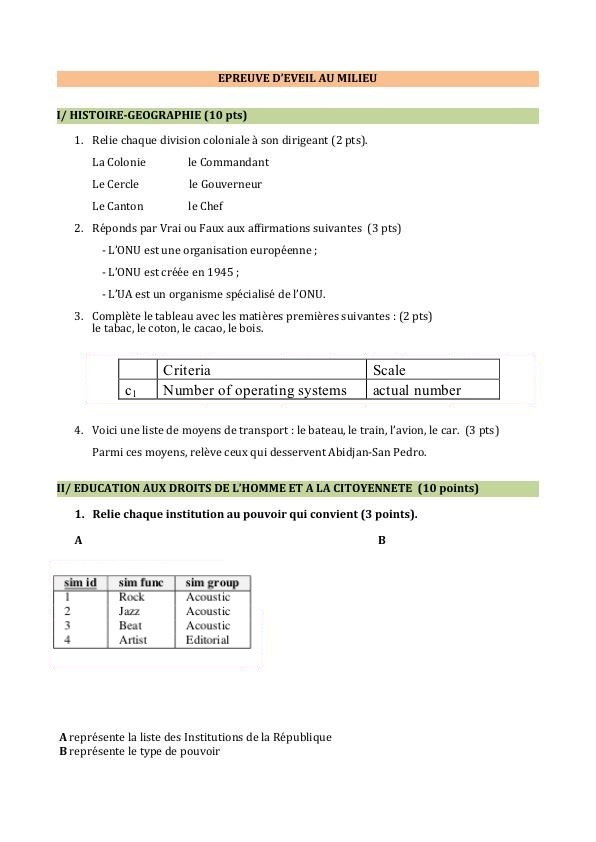 EPREUVE D'EVEIL AU MILIEU
I/ HISTOIRE-GEOGRAPHIE (10 pts)
1. Relie chaque division coloniale à son dirigeant (2 pts).
La Colonie le Commandant
Le Cercle le Gouverneur
Le Canton le Chef
2. Réponds par Vrai ou Faux aux affirmations suivantes (3 pts)
- L'ONU est une organisation européenne ;
- L'ONU est créée en 1945 ;
- L'UA est un organisme spécialisé de l'ONU.
3. Complète le tableau avec les matières premières suivantes : (2 pts)
le tabac, le coton, le cacao, le bois.
Criteria Scale
c1 Number of operating systems actual number
4. Voici une liste de moyens de transport : le bateau, le train, l'avion, le car. (3 pts)
Parmi ces moyens, relève ceux qui desservent Abidjan-San Pedro.
II/ EDUCATION AUX DROITS DE L'HOMME ET A LA CITOYENNETE (10 points)
1. Relie chaque institution au pouvoir qui convient (3 points).
A B
sim id sim func sim group
1 Rock Acoustic
2 Jazz Acoustic
3 Beat Acoustic
4 Artist Editorial
A représente la liste des Institutions de la République
B représente le type de pouvoir